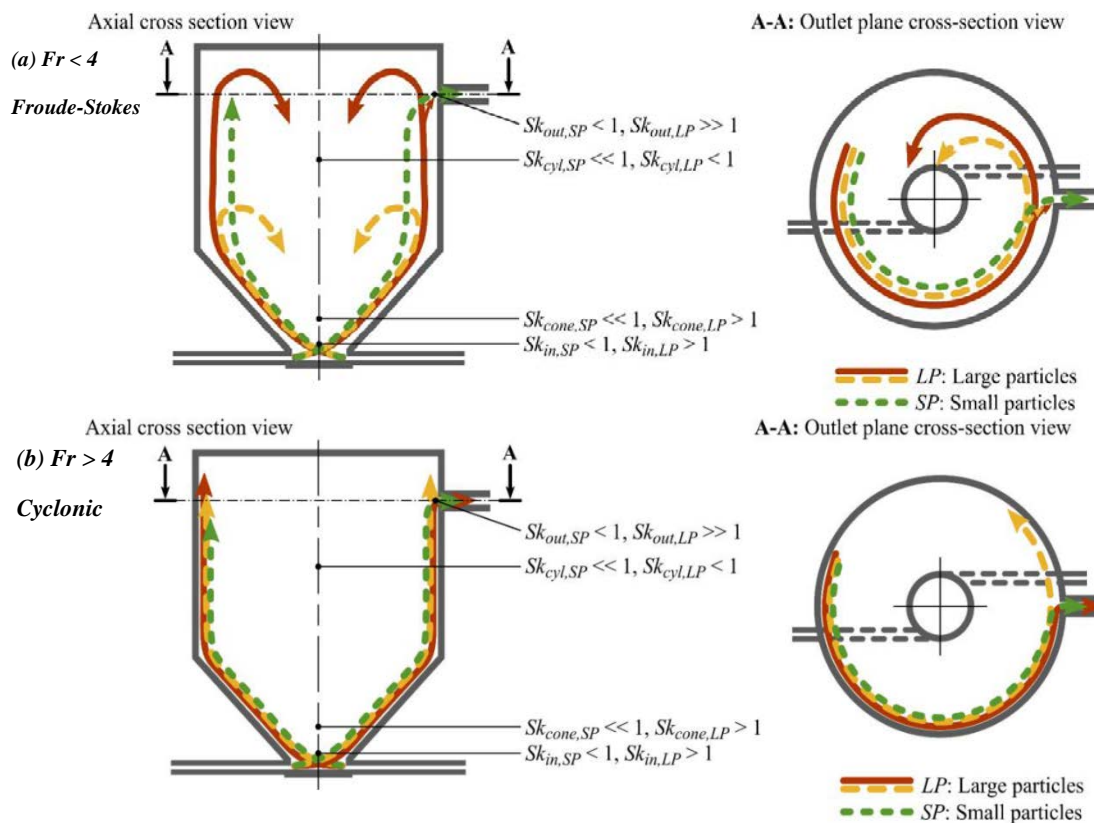 Axial cross section view
A-A: Outlet plane cross-section view
(a) Fr < 4
Froude-Stokes
A
A
Sk_out,SP < 1, Sk_out,LP >> 1
Sk_cyl,SP << 1, Sk_cyl,LP < 1
Sk_cone,SP << 1, Sk_cone,LP > 1
Sk_in,SP < 1, Sk_in,LP > 1
LP: Large particles
SP: Small particles
Axial cross section view
A-A: Outlet plane cross-section view
(b) Fr > 4
Cyclonic
A
A
Sk_out,SP < 1, Sk_out,LP >> 1
Sk_cyl,SP << 1, Sk_cyl,LP < 1
Sk_cone,SP << 1, Sk_cone,LP > 1
Sk_in,SP < 1, Sk_in,LP > 1
LP: Large particles
SP: Small particles